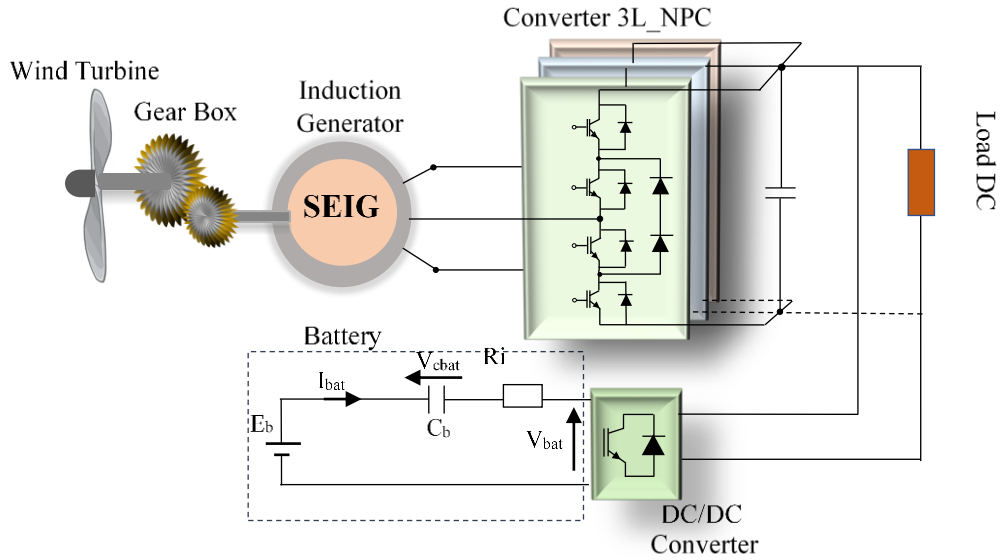 Converter 3L_NPC
Wind Turbine
Gear Box
Induction
Generator
SEIG
Load DC
Battery
Vcbat
Ri
Ibat
Eb
Cb
Vbat
DC/DC
Converter